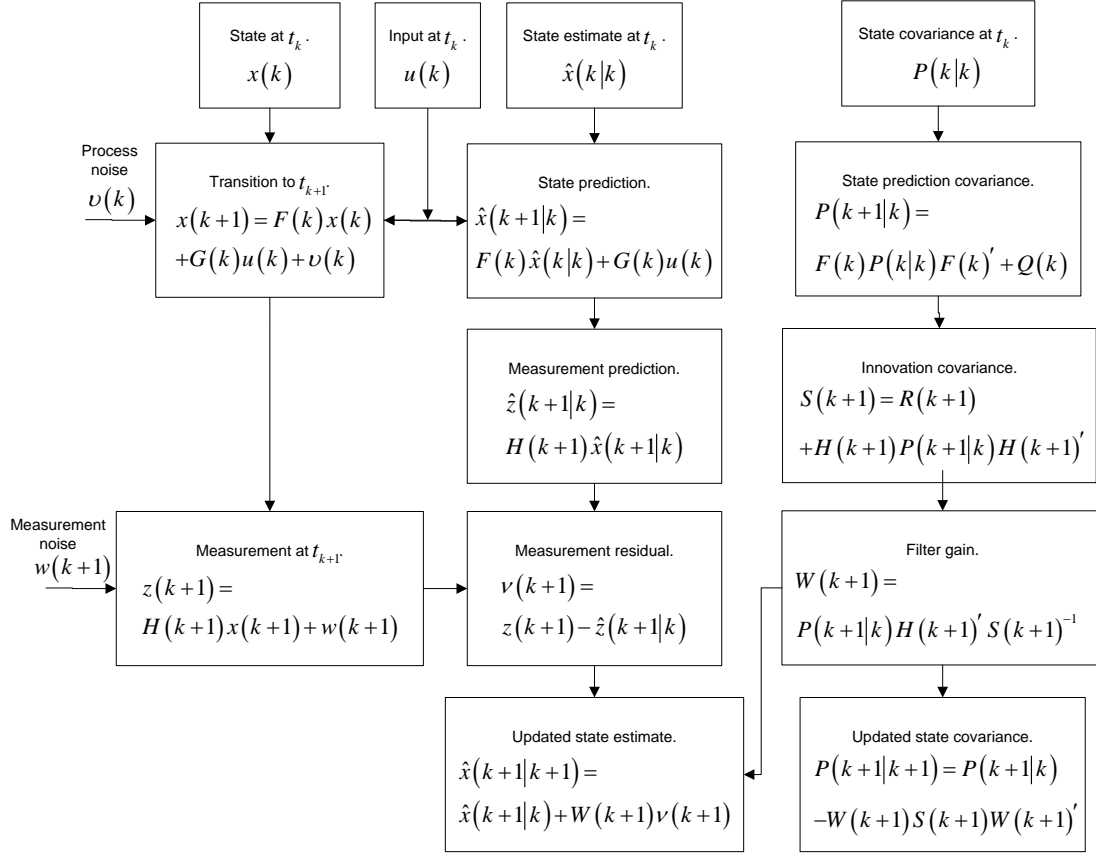 State at t_k.
x(k)
Input at t_k.
u(k)
State estimate at t_k.
x̂(k|k)
State covariance at t_k.
P(k|k)
Process
noise
υ(k)
Transition to t_{k+1}.
x(k+1)=F(k)x(k)
+G(k)u(k)+υ(k)
State prediction.
x̂(k+1|k)=
F(k)x̂(k|k)+G(k)u(k)
State prediction covariance.
P(k+1|k)=
F(k)P(k|k)F(k)′+Q(k)
Measurement prediction.
ẑ(k+1|k)=
H(k+1)x̂(k+1|k)
Innovation covariance.
S(k+1)=R(k+1)
+H(k+1)P(k+1|k)H(k+1)′
Measurement
noise
w(k+1)
Measurement at t_{k+1}.
z(k+1)=
H(k+1)x(k+1)+w(k+1)
Measurement residual.
ν(k+1)=
z(k+1)−ẑ(k+1|k)
Filter gain.
W(k+1)=
P(k+1|k)H(k+1)′S(k+1)^{−1}
Updated state estimate.
x̂(k+1|k+1)=
x̂(k+1|k)+W(k+1)ν(k+1)
Updated state covariance.
P(k+1|k+1)=P(k+1|k)
−W(k+1)S(k+1)W(k+1)′